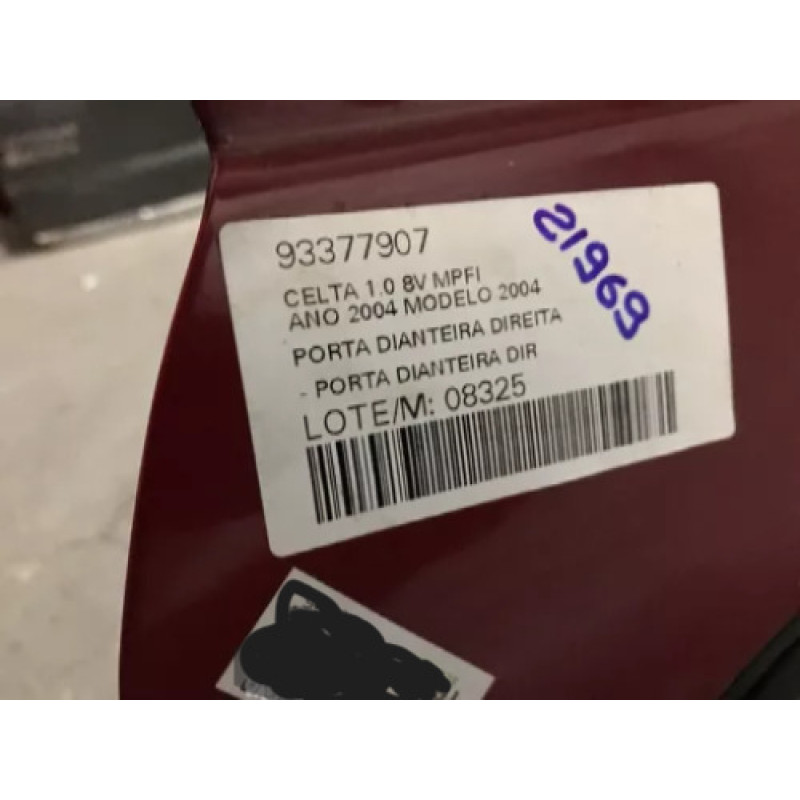 93377907
CELTA 1.0 8V MPFI
ANO 2004 MODELO 2004
PORTA DIANTEIRA DIREITA
- PORTA DIANTEIRA DIR
LOTE/M: 08325
21969